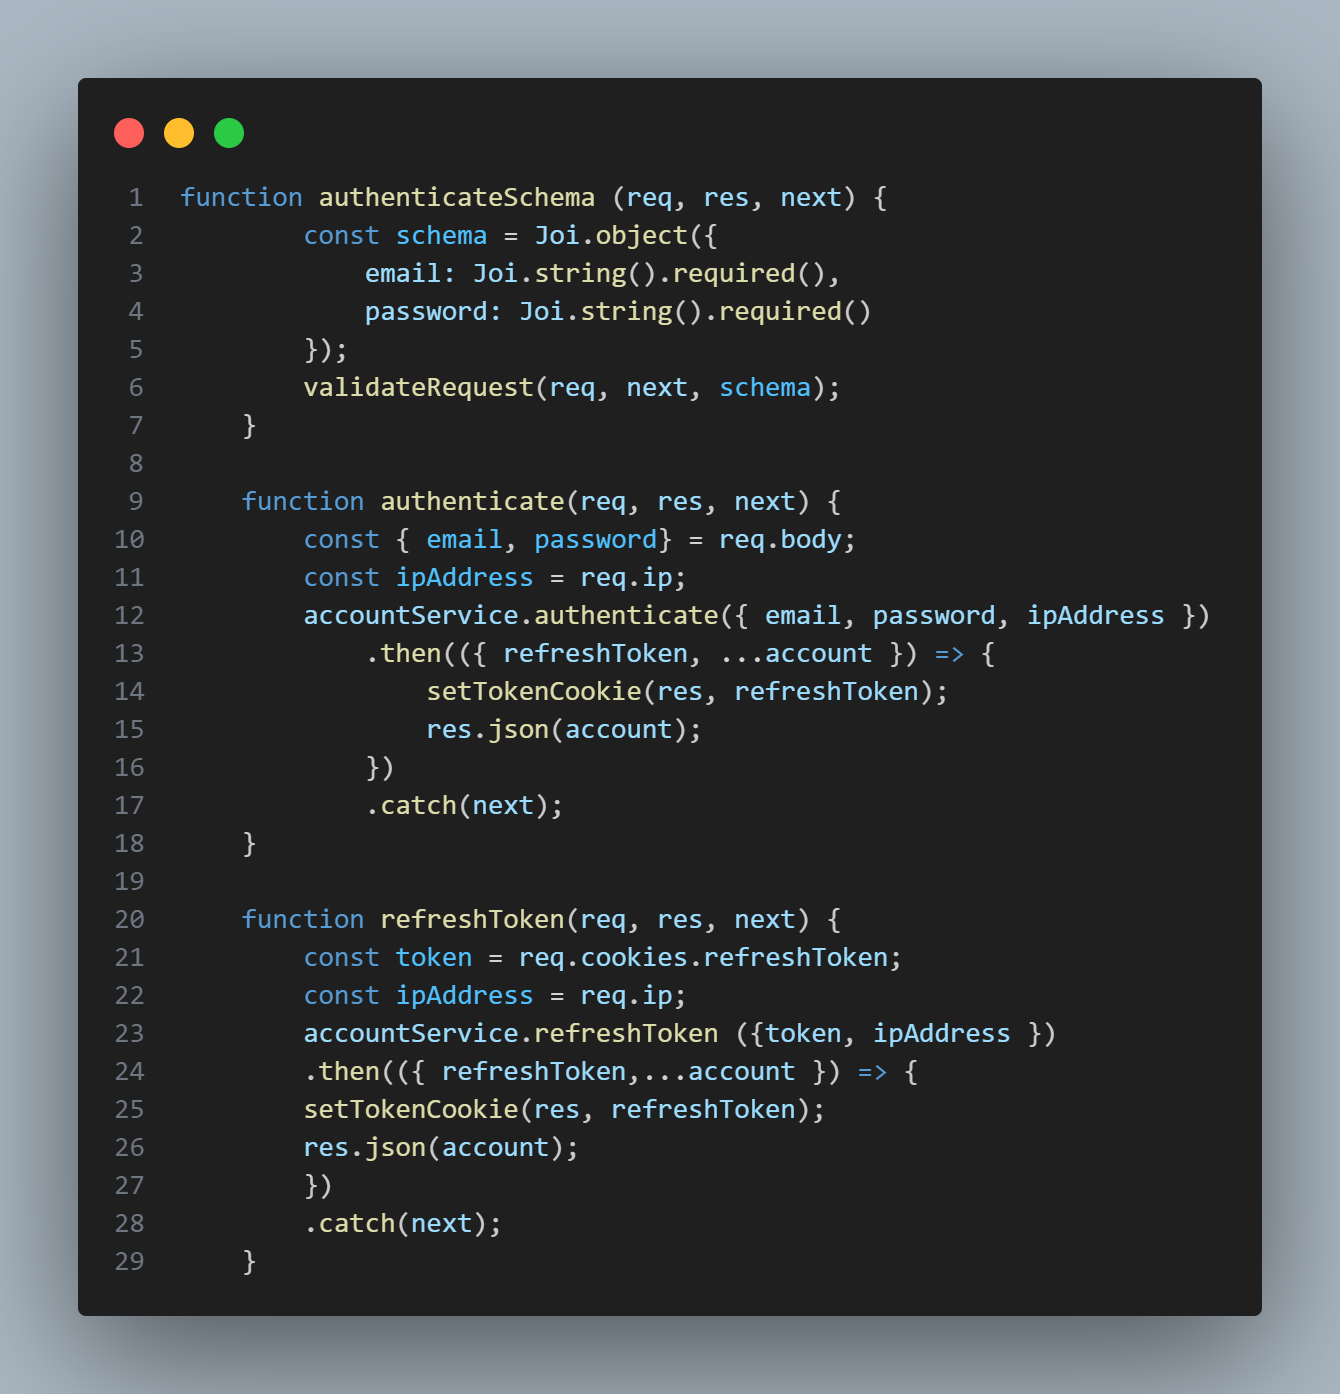 1 function authenticateSchema (req, res, next) {
2         const schema = Joi.object({
3             email: Joi.string().required(),
4             password: Joi.string().required()
5         });
6         validateRequest(req, next, schema);
7     }
8
9     function authenticate(req, res, next) {
10         const { email, password} = req.body;
11         const ipAddress = req.ip;
12         accountService.authenticate({ email, password, ipAddress })
13             .then(({ refreshToken, ...account }) => {
14                 setTokenCookie(res, refreshToken);
15                 res.json(account);
16             })
17             .catch(next);
18     }
19
20     function refreshToken(req, res, next) {
21         const token = req.cookies.refreshToken;
22         const ipAddress = req.ip;
23         accountService.refreshToken ({token, ipAddress })
24         .then(({ refreshToken,...account }) => {
25         setTokenCookie(res, refreshToken);
26         res.json(account);
27         })
28         .catch(next);
29     }